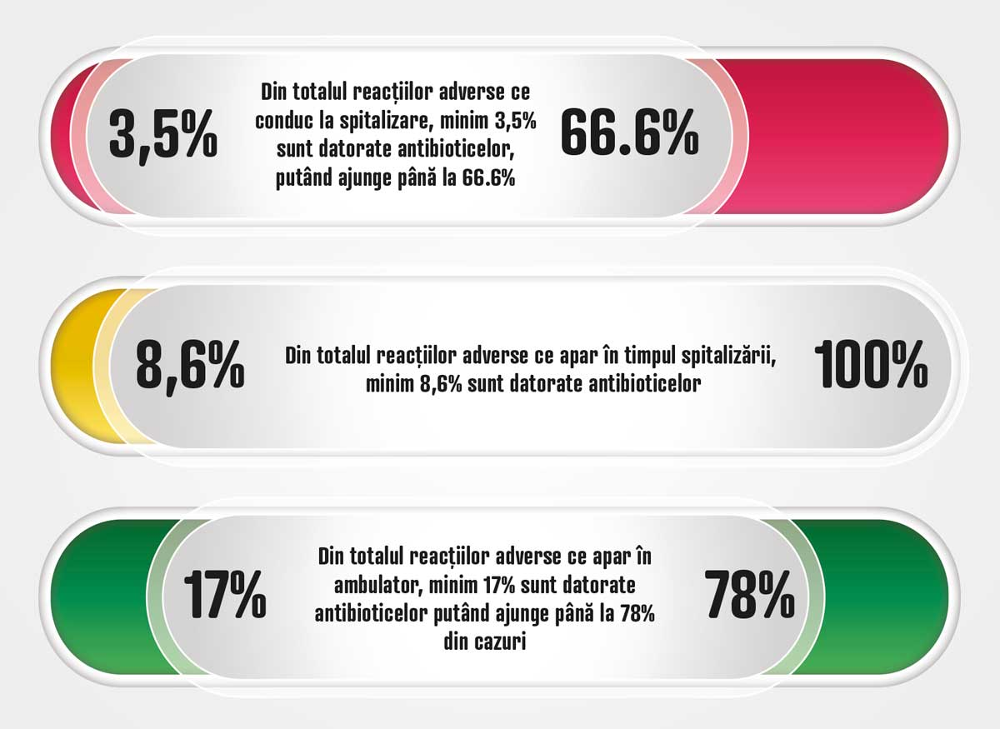 3,5%
Din totalul reacțiilor adverse ce
conduc la spitalizare, minim 3,5%
sunt datorate antibioticelor,
putând ajunge până la 66.6%
66.6%
8,6%
Din totalul reacțiilor adverse ce apar în timpul spitalizării,
minim 8,6% sunt datorate antibioticelor
100%
17%
Din totalul reacțiilor adverse ce apar în
ambulator, minim 17% sunt datorate
antibioticelor putând ajunge până la 78%
din cazuri
78%